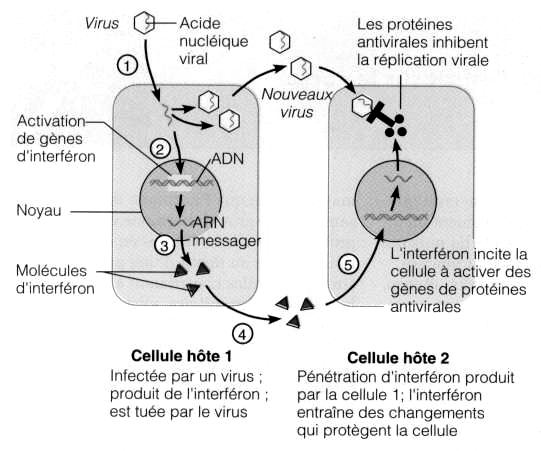 Virus
Acide
nucléique
viral
Les protéines
antivirales inhibent
la réplication virale
1
Nouveaux
virus
Activation
de gènes
d'interféron
2
ADN
Noyau
ARN
messager
3
Molécules
d'interféron
4
5
L'interféron incite la
cellule à activer des
gènes de protéines
antivirales
Cellule hôte 1
Infectée par un virus ;
produit de l'interféron ;
est tuée par le virus
Cellule hôte 2
Pénétration d'interféron produit
par la cellule 1; l'interféron
entraîne des changements
qui protègent la cellule